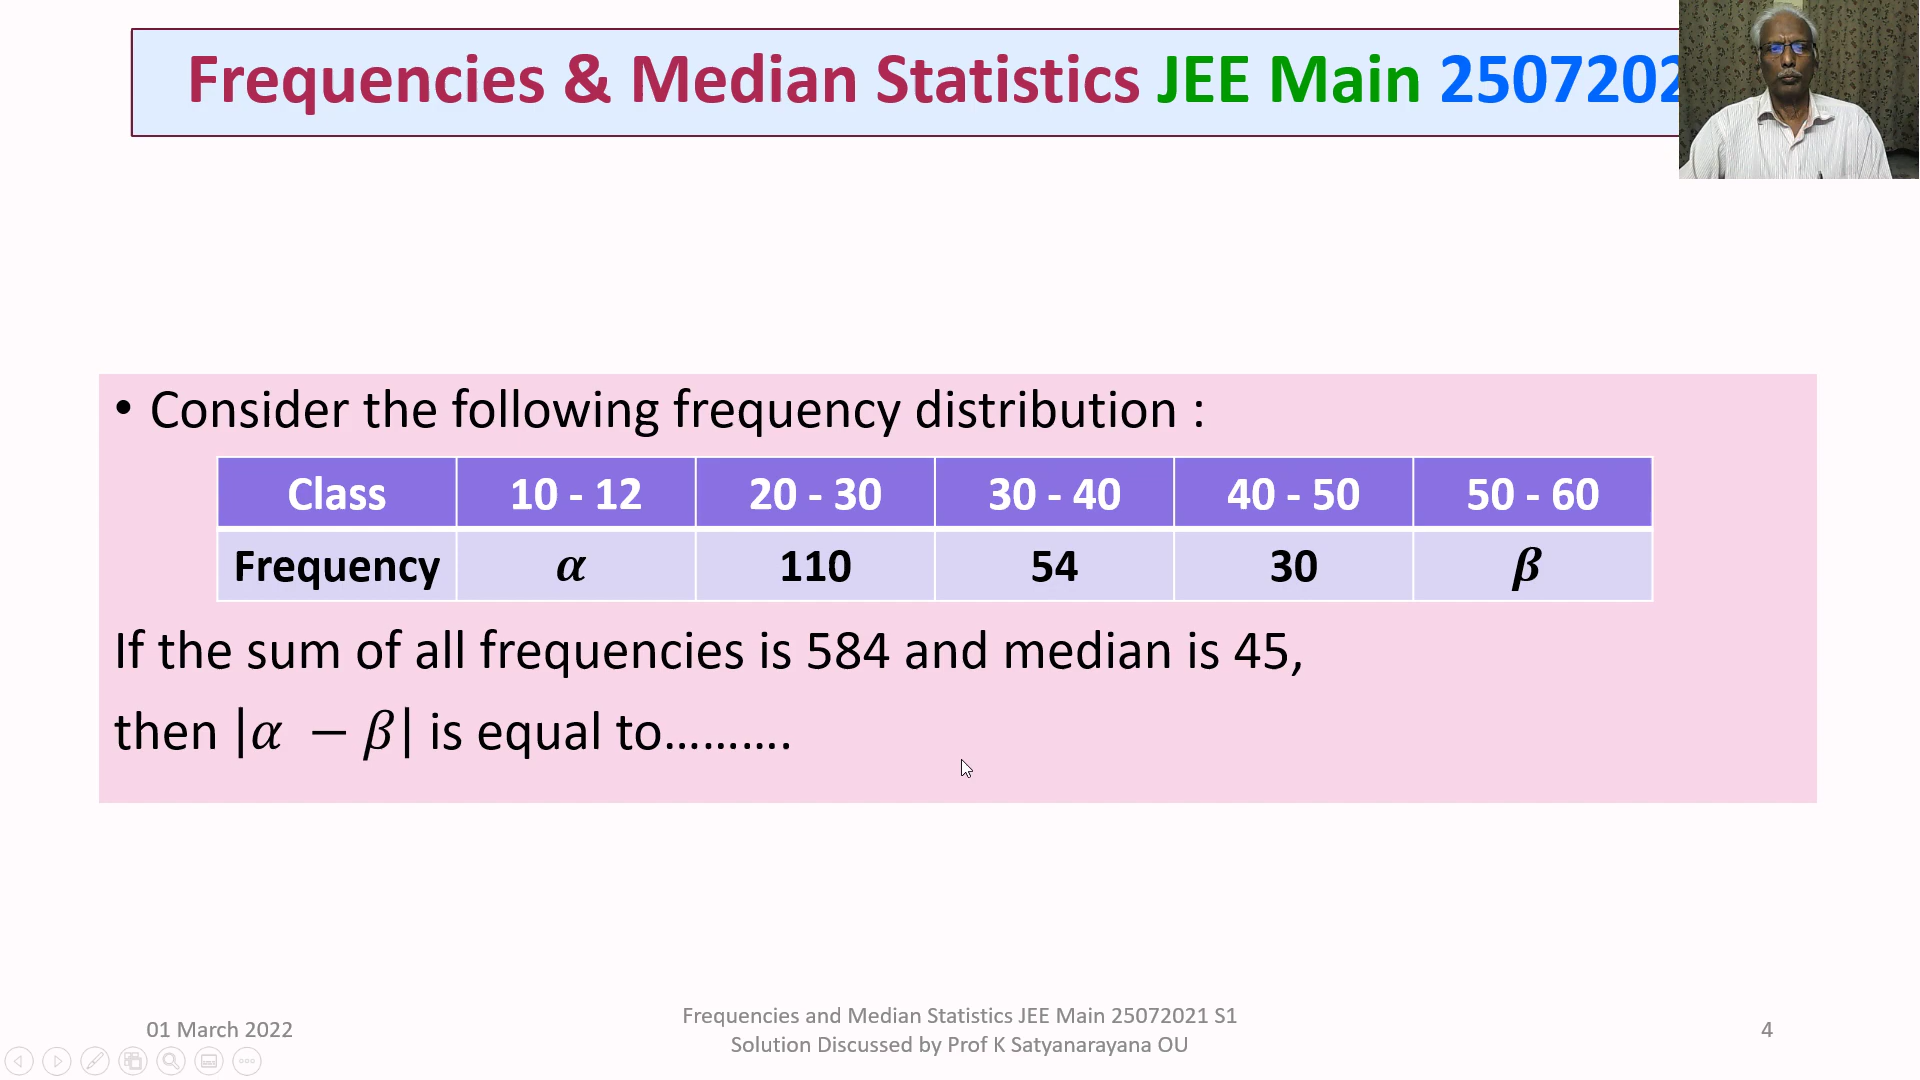 Frequencies & Median Statistics JEE Main 2507202
• Consider the following frequency distribution :
Class 10 - 12 20 - 30 30 - 40 40 - 50 50 - 60
Frequency α 110 54 30 β
If the sum of all frequencies is 584 and median is 45,
then |α − β| is equal to……….
01 March 2022
Frequencies and Median Statistics JEE Main 25072021 S1
Solution Discussed by Prof K Satyanarayana OU
4